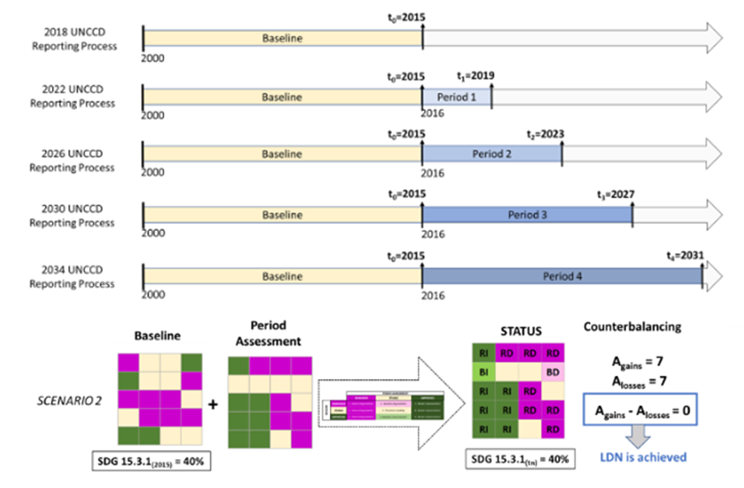 t₀=2015
2018 UNCCD
Reporting Process
Baseline
2000
t₀=2015
t₁=2019
2022 UNCCD
Reporting Process
Baseline
Period 1
2000
2016
t₀=2015
t₂=2023
2026 UNCCD
Reporting Process
Baseline
Period 2
2000
2016
t₀=2015
t₃=2027
2030 UNCCD
Reporting Process
Baseline
Period 3
2000
2016
t₀=2015
t₄=2031
2034 UNCCD
Reporting Process
Baseline
Period 4
2000
2016
Baseline
Period
Assessment
STATUS
Counterbalancing
SCENARIO 2
+
RI RD RD RD
BI BD
RI RI RD
RI RI RD RD
RI RI RD
A gains = 7
A losses = 7
A gains - A losses = 0
LDN is achieved
SDG 15.3.1(2015) = 40%
SDG 15.3.1(tn) = 40%